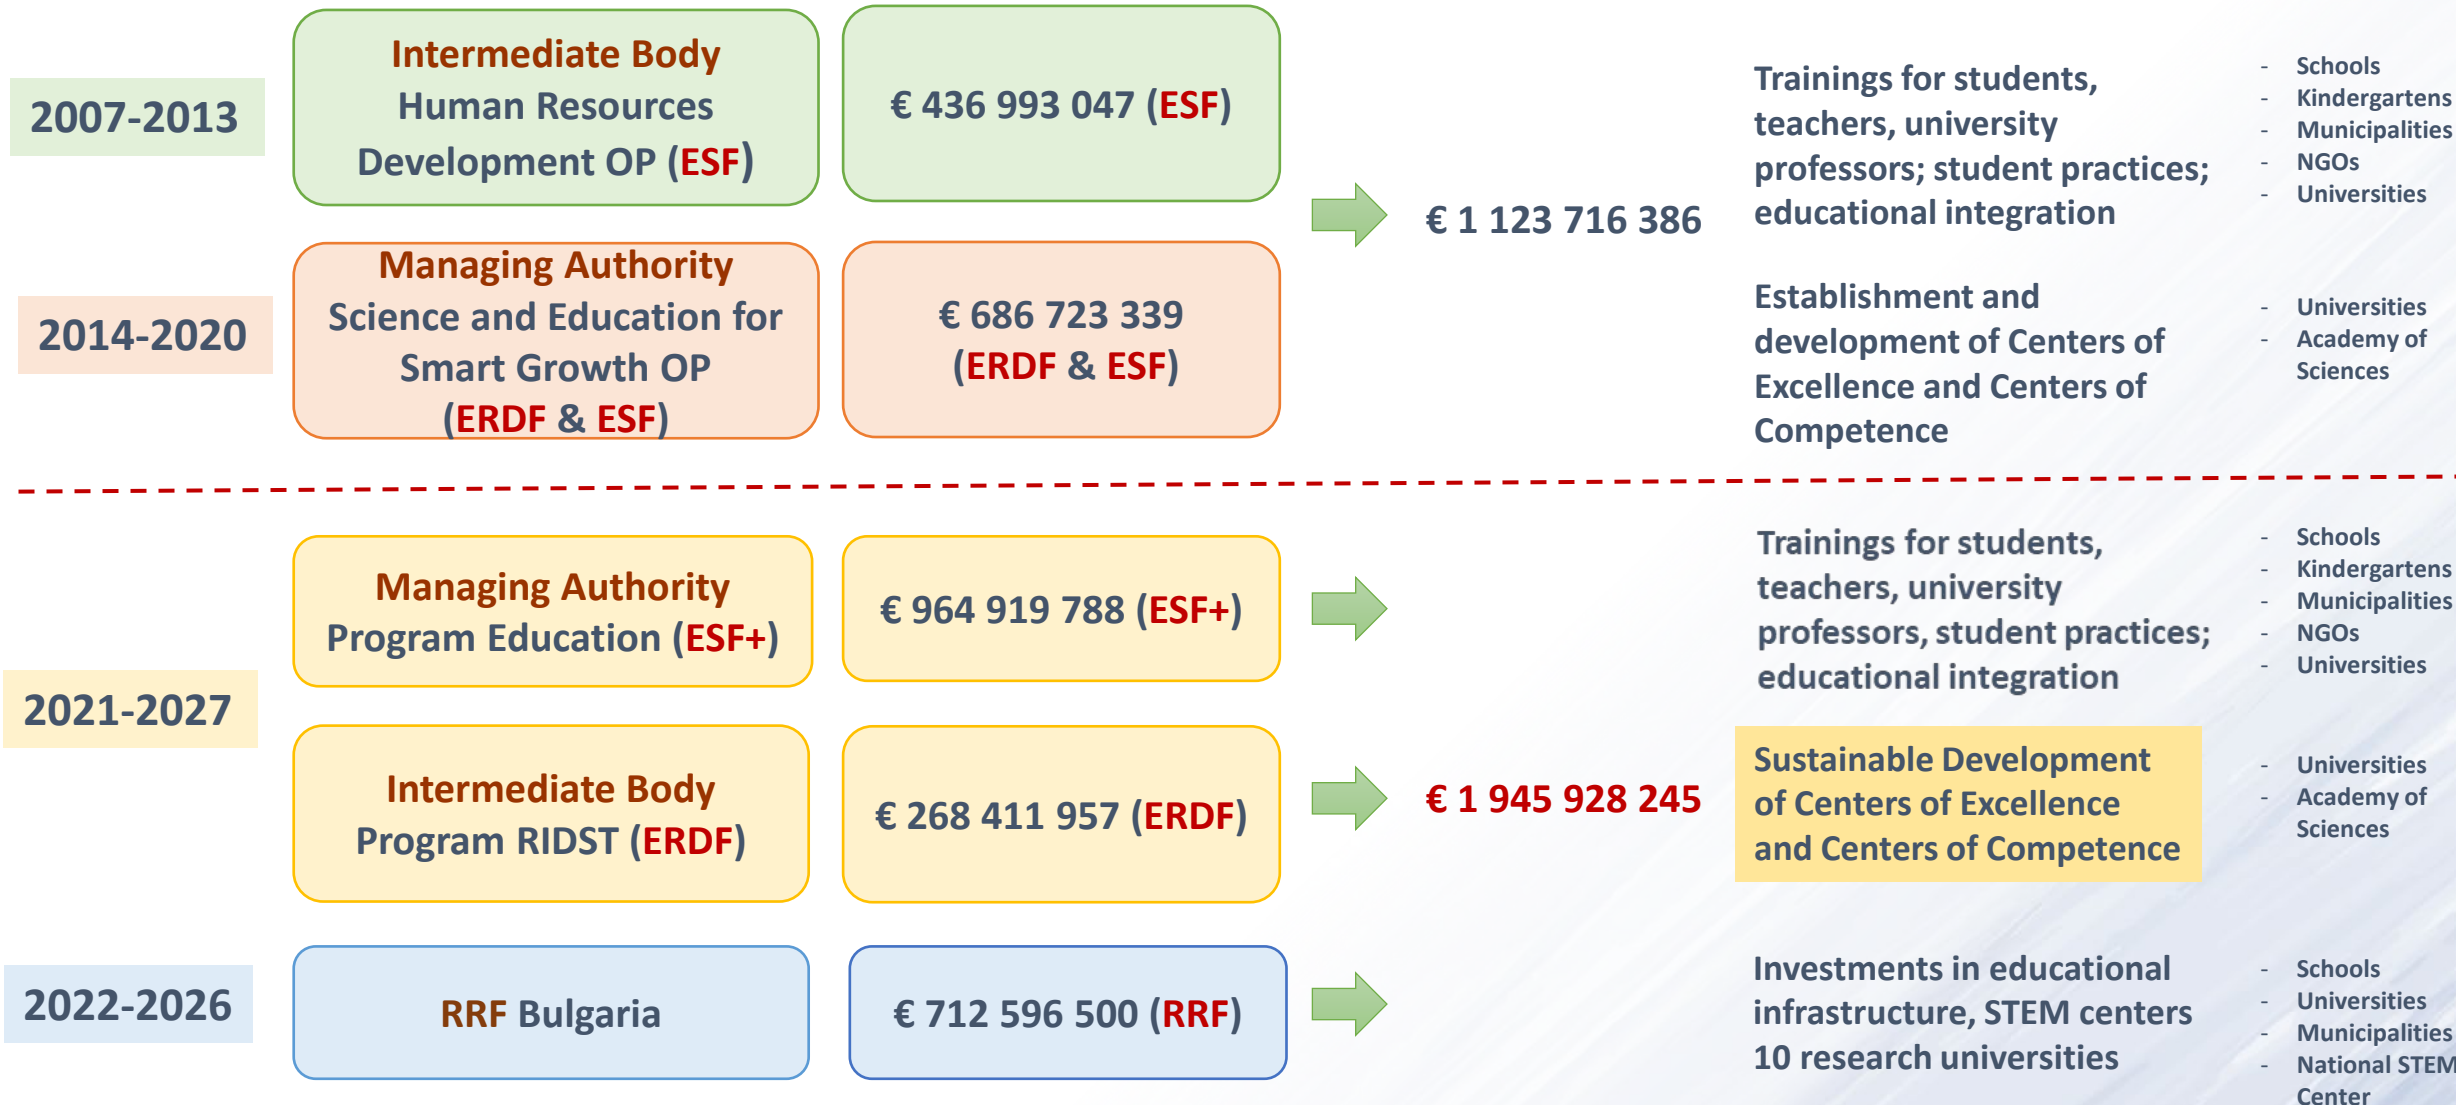 2007-2013
Intermediate Body
Human Resources
Development OP (ESF)
€ 436 993 047 (ESF)
2014-2020
Managing Authority
Science and Education for
Smart Growth OP
(ERDF & ESF)
€ 686 723 339
(ERDF & ESF)
€ 1 123 716 386
Trainings for students,
teachers, university
professors; student practices;
educational integration
- Schools
- Kindergartens
- Municipalities
- NGOs
- Universities
Establishment and
development of Centers of
Excellence and Centers of
Competence
- Universities
- Academy of
Sciences
2021-2027
Managing Authority
Program Education (ESF+)
€ 964 919 788 (ESF+)
Trainings for students,
teachers, university
professors, student practices;
educational integration
- Schools
- Kindergartens
- Municipalities
- NGOs
- Universities
Intermediate Body
Program RIDST (ERDF)
€ 268 411 957 (ERDF)
€ 1 945 928 245
Sustainable Development
of Centers of Excellence
and Centers of Competence
- Universities
- Academy of
Sciences
2022-2026
RRF Bulgaria
€ 712 596 500 (RRF)
Investments in educational
infrastructure, STEM centers
10 research universities
- Schools
- Universities
- Municipalities
- National STEM
Center